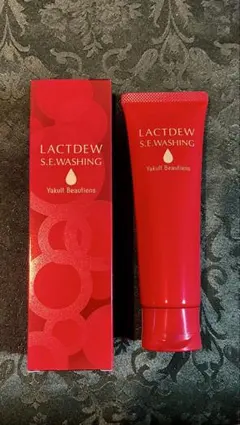 LACTDEW
S.E.WASHING
Yakult Beautiens
LACTDEW
S.E.WASHING
Yakult Beautiens